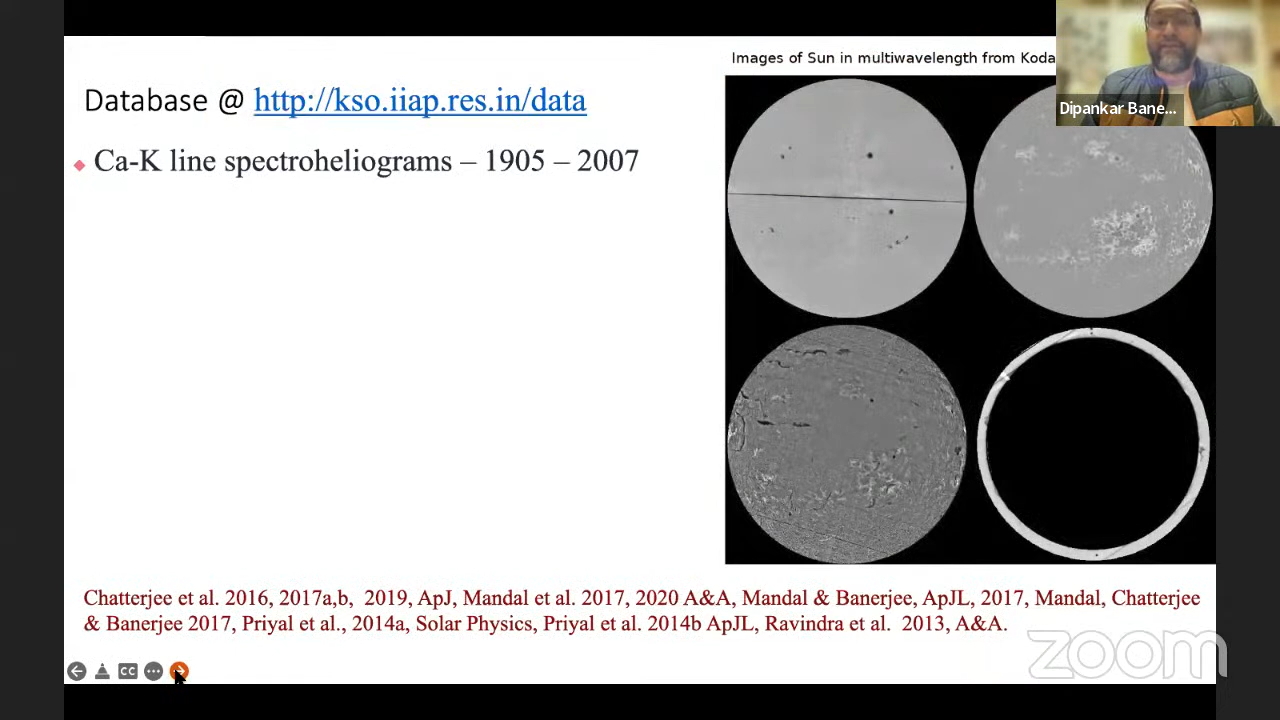 Images of Sun in multiwavelength from Koda
Database @ http://kso.iiap.res.in/data
Dipankar Bane...
◆ Ca-K line spectroheliograms – 1905 – 2007
Chatterjee et al. 2016, 2017a,b, 2019, ApJ, Mandal et al. 2017, 2020 A&A, Mandal & Banerjee, ApJL, 2017, Mandal, Chatterjee
& Banerjee 2017, Priyal et al., 2014a, Solar Physics, Priyal et al. 2014b ApJL, Ravindra et al. 2013, A&A.
zoom
CC